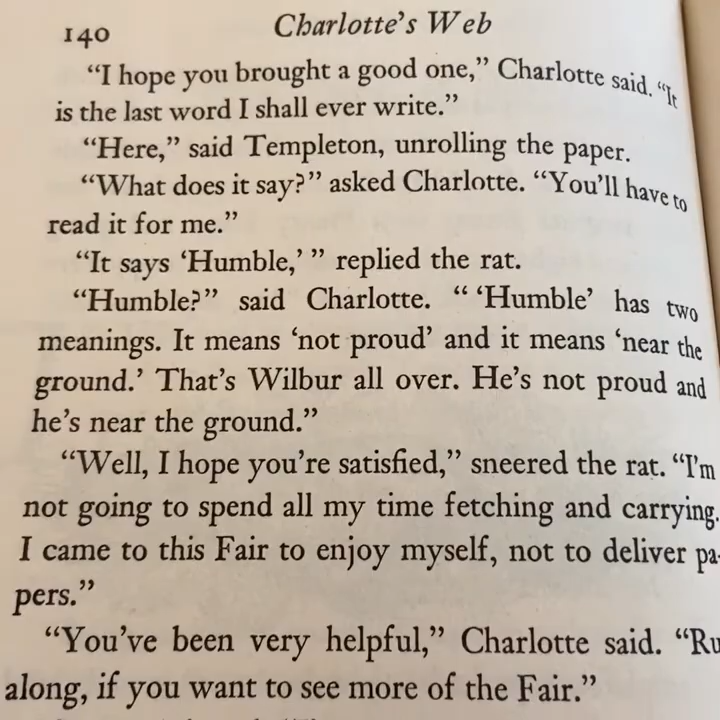 140 Charlotte's Web
"I hope you brought a good one," Charlotte said. "It
is the last word I shall ever write."
"Here," said Templeton, unrolling the paper.
"What does it say?" asked Charlotte. "You'll have to
read it for me."
"It says 'Humble,' " replied the rat.
"Humble?" said Charlotte. " 'Humble' has two
meanings. It means 'not proud' and it means 'near the
ground.' That's Wilbur all over. He's not proud and
he's near the ground."
"Well, I hope you're satisfied," sneered the rat. "I'm
not going to spend all my time fetching and carrying.
I came to this Fair to enjoy myself, not to deliver pa-
pers."
"You've been very helpful," Charlotte said. "Ru
along, if you want to see more of the Fair."